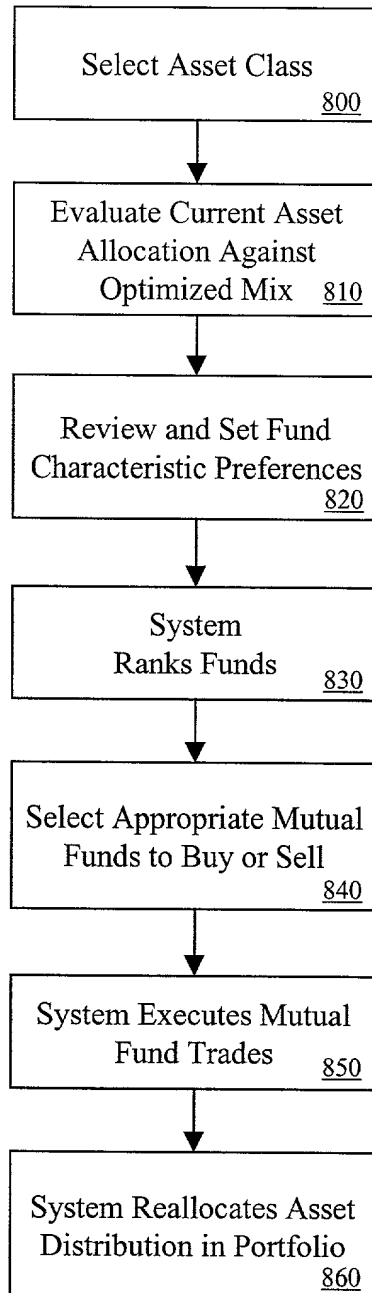 Select Asset Class
800
Evaluate Current Asset
Allocation Against
Optimized Mix 810
Review and Set Fund
Characteristic Preferences
820
System
Ranks Funds
830
Select Appropriate Mutual
Funds to Buy or Sell
840
System Executes Mutual
Fund Trades
850
System Reallocates Asset
Distribution in Portfolio
860